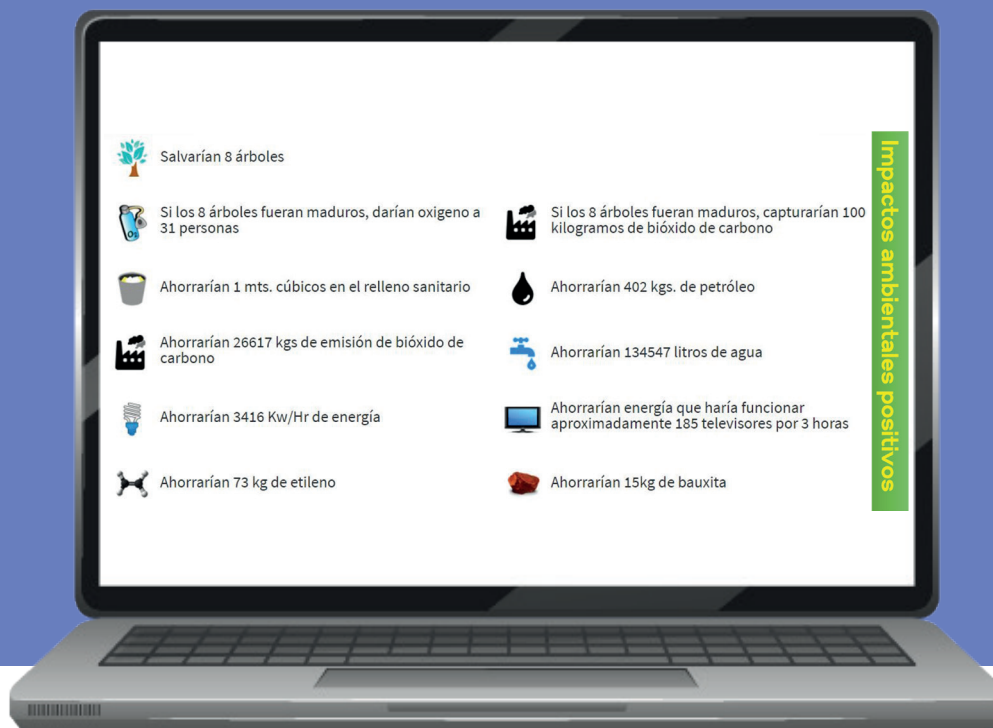 Salvarían 8 árboles
Si los 8 árboles fueran maduros, darían oxigeno a
31 personas
Si los 8 árboles fueran maduros, capturarían 100
kilogramos de bióxido de carbono
Ahorrarían 1 mts. cúbicos en el relleno sanitario
Ahorrarían 402 kgs. de petróleo
Ahorrarían 26617 kgs de emisión de bióxido de
carbono
Ahorrarían 134547 litros de agua
Ahorrarían 3416 Kw/Hr de energía
Ahorrarían energía que haría funcionar
aproximadamente 185 televisores por 3 horas
Ahorrarían 73 kg de etileno
Ahorrarían 15kg de bauxita
Impactos ambientales positivos